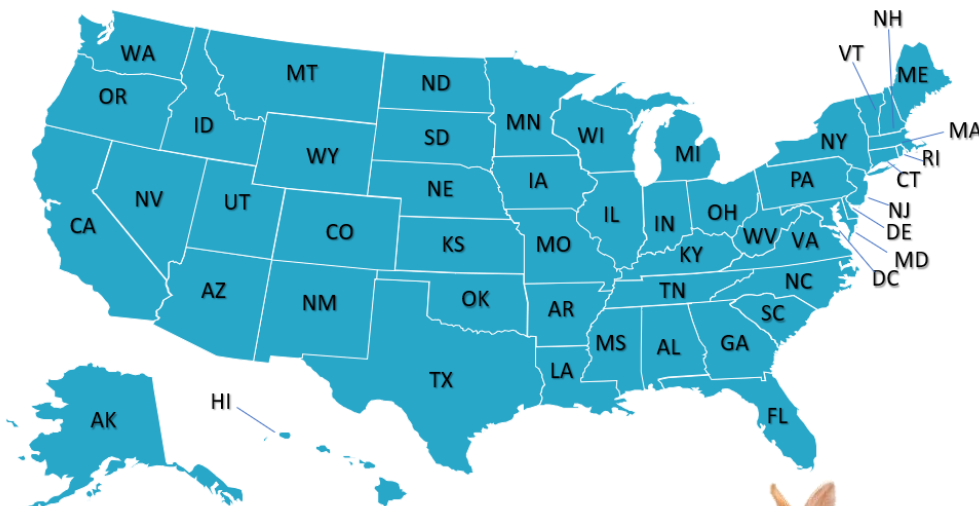 NH
VT
WA
ME
MT
ND
OR
MN
ID
MA
WI
SD
NY
MI
RI
WY
PA
CT
IA
NE
NV
UT
OH
NJ
IL
IN
CA
DE
CO
WV
VA
KS
MO
KY
MD
DC
NC
AZ
TN
OK
NM
AR
SC
MS
AL
GA
LA
TX
HI
FL
AK